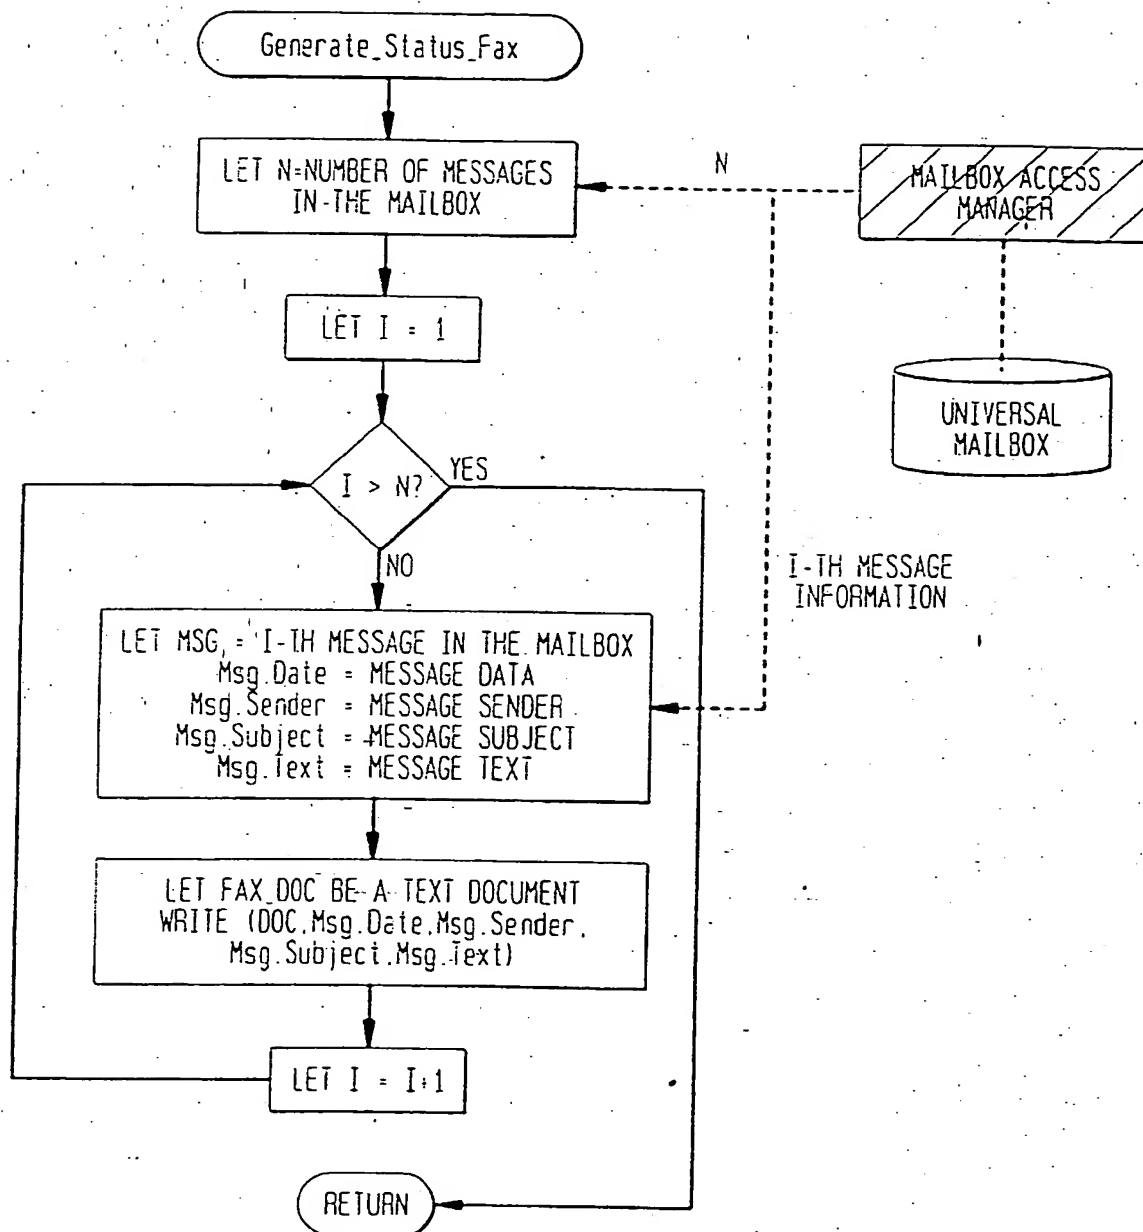 Generate_Status_Fax
LET N=NUMBER OF MESSAGES
IN THE MAILBOX
N
MAILBOX ACCESS
MANAGER
LET I = 1
UNIVERSAL
MAILBOX
I > N?
YES
NO
I-TH MESSAGE
INFORMATION
LET MSG = I-TH MESSAGE IN THE MAILBOX
Msg.Date = MESSAGE DATA
Msg.Sender = MESSAGE SENDER
Msg.Subject = MESSAGE SUBJECT
Msg.Text = MESSAGE TEXT
LET FAX_DOC BE A TEXT DOCUMENT
WRITE (DOC,Msg.Date,Msg.Sender,
Msg.Subject,Msg.Text)
LET I = I+1
RETURN